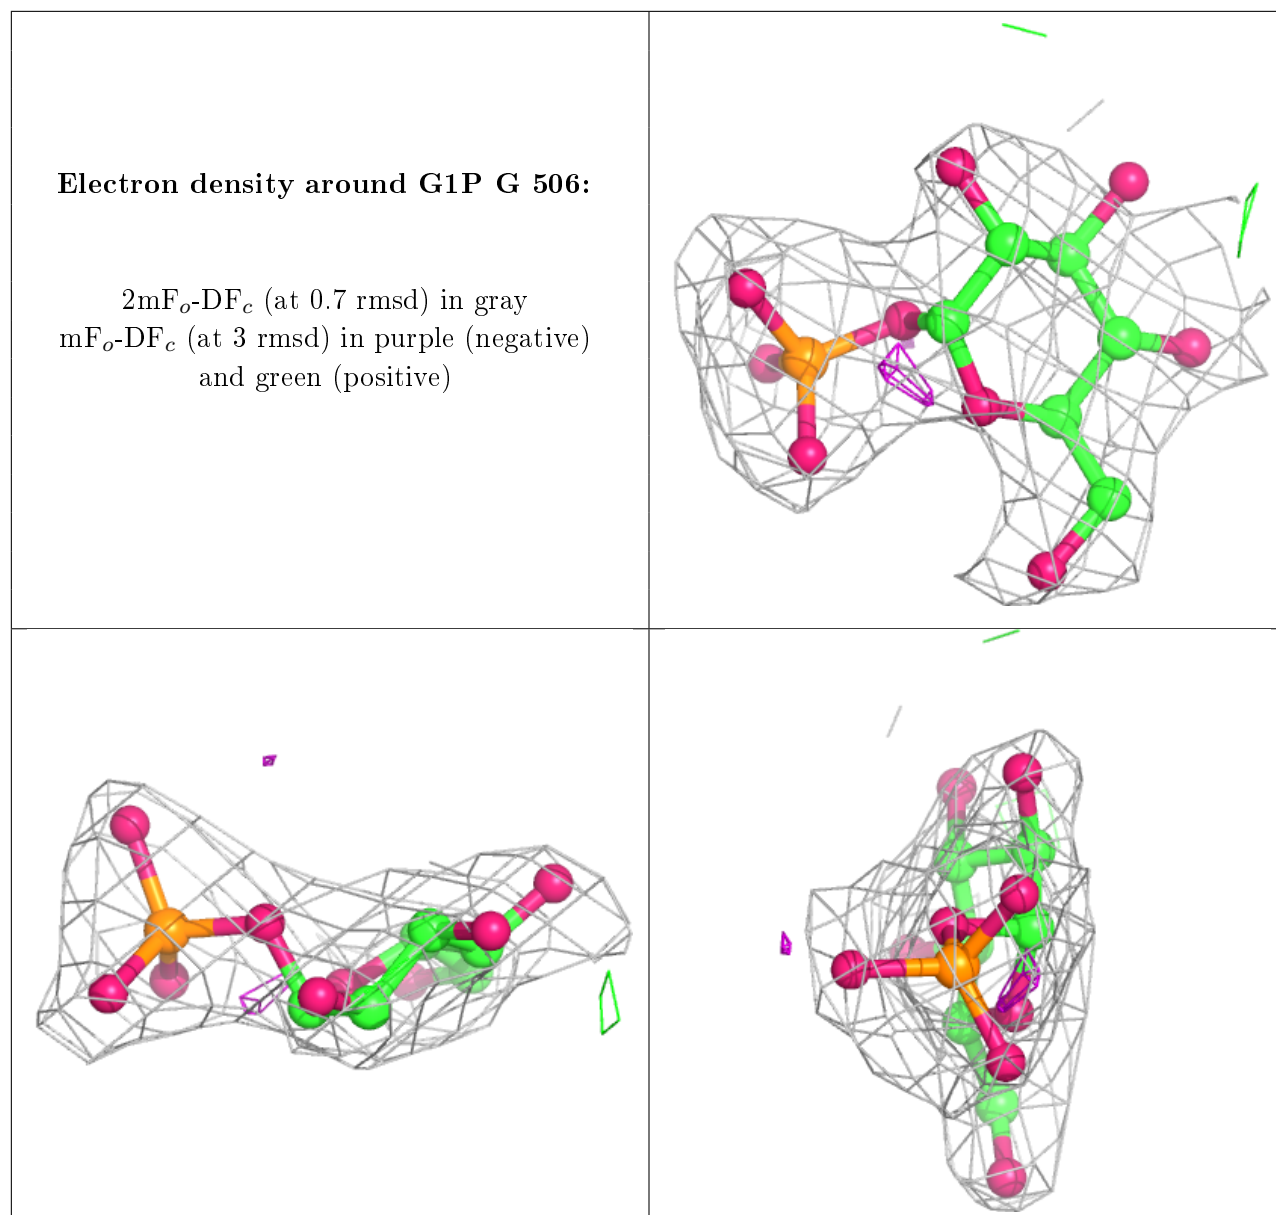 Electron density around G1P G 506:
2mFₒ-DF𝒸 (at 0.7 rmsd) in gray
mFₒ-DF𝒸 (at 3 rmsd) in purple (negative)
and green (positive)